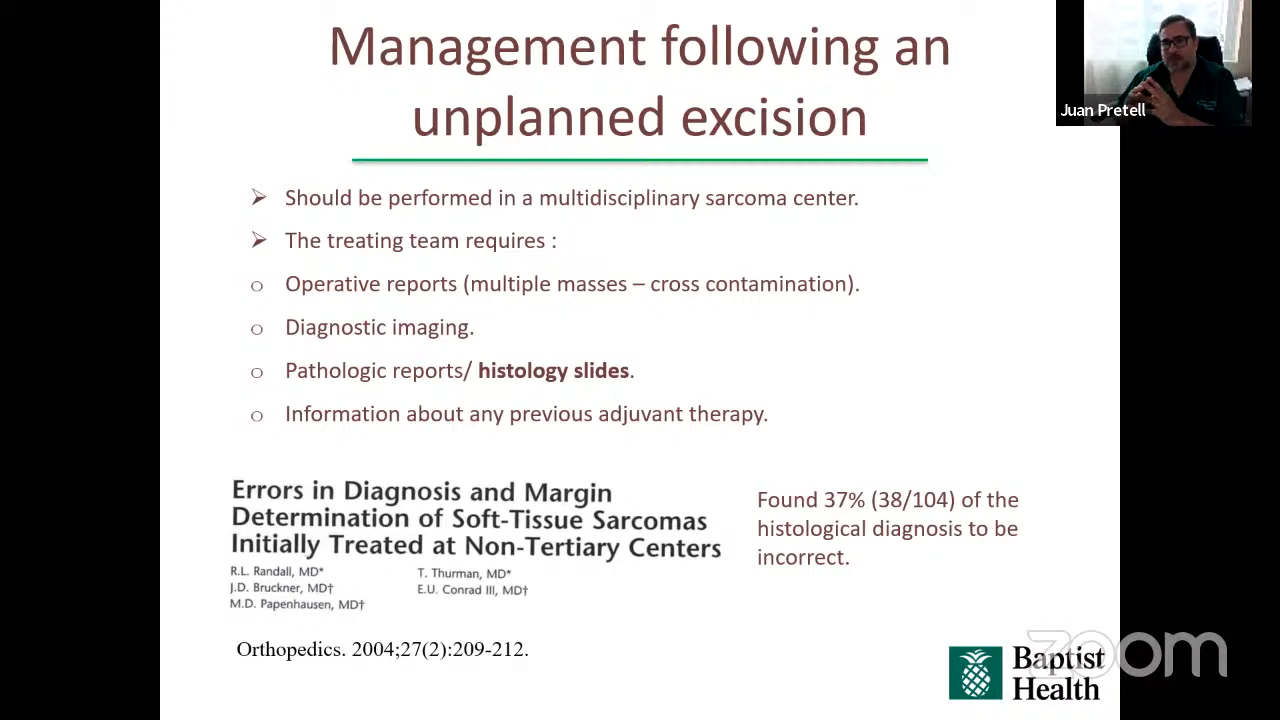 Management following an
unplanned excision
Juan Pretell
➢ Should be performed in a multidisciplinary sarcoma center.
➢ The treating team requires :
o Operative reports (multiple masses – cross contamination).
o Diagnostic imaging.
o Pathologic reports/ histology slides.
o Information about any previous adjuvant therapy.
Errors in Diagnosis and Margin
Determination of Soft-Tissue Sarcomas
Initially Treated at Non-Tertiary Centers
R.L. Randall, MD*
J.D. Bruckner, MD†
M.D. Papenhausen, MD†
T. Thurman, MD*
E.U. Conrad III, MD†
Found 37% (38/104) of the
histological diagnosis to be
incorrect.
Orthopedics. 2004;27(2):209-212.
Baptist
Health
zoom